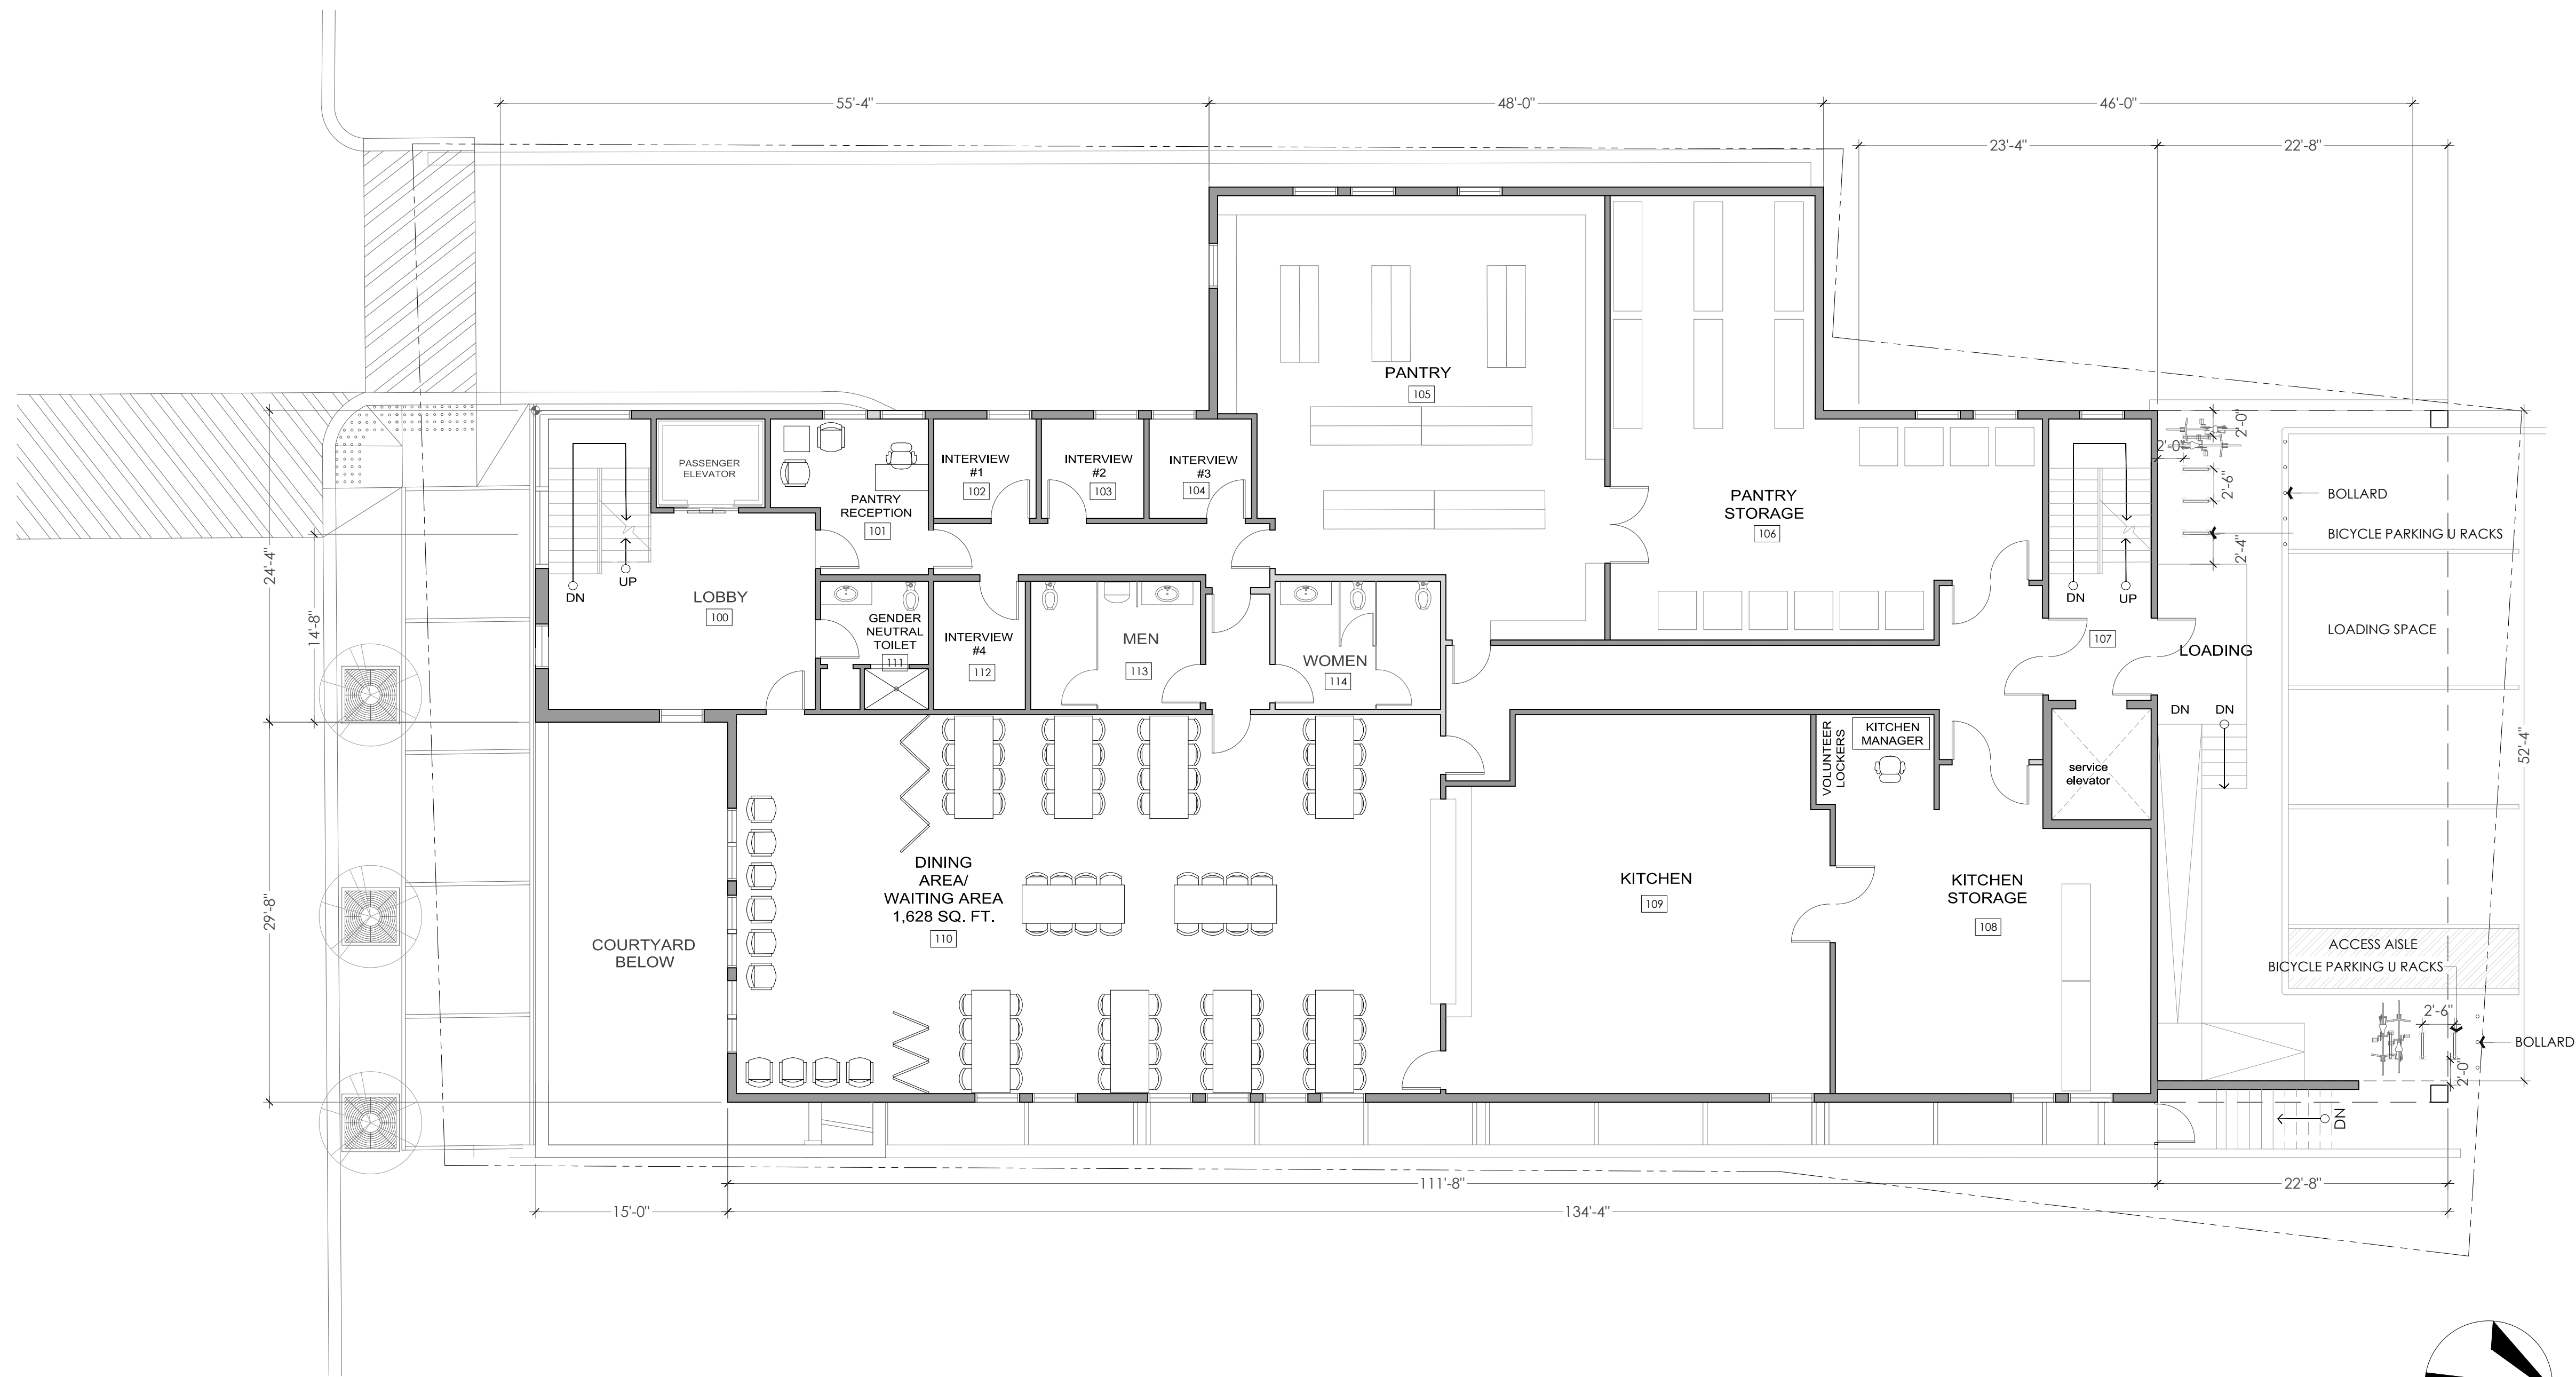 55'-4"
48'-0"
46'-0"
23'-4"
22'-8"
PANTRY
105
PANTRY
STORAGE
106
PASSENGER
ELEVATOR
INTERVIEW
#1
102
INTERVIEW
#2
103
INTERVIEW
#3
104
PANTRY
RECEPTION
101
2'-0"
2'-0"
2'-6"
2'-4"
BOLLARD
BICYCLE PARKING U RACKS
24'-4"
14'-8"
DN
UP
LOBBY
100
GENDER
NEUTRAL
TOILET
111
INTERVIEW
#4
112
MEN
113
WOMEN
114
DN
UP
107
LOADING
LOADING SPACE
DN
DN
VOLUNTEER
LOCKERS
KITCHEN
MANAGER
service
elevator
52'-4"
29'-8"
COURTYARD
BELOW
DINING
AREA/
WAITING AREA
1,628 SQ. FT.
110
KITCHEN
109
KITCHEN
STORAGE
108
ACCESS AISLE
BICYCLE PARKING U RACKS
2'-6"
BOLLARD
2'-0"
DN
111'-8"
22'-8"
15'-0"
134'-4"